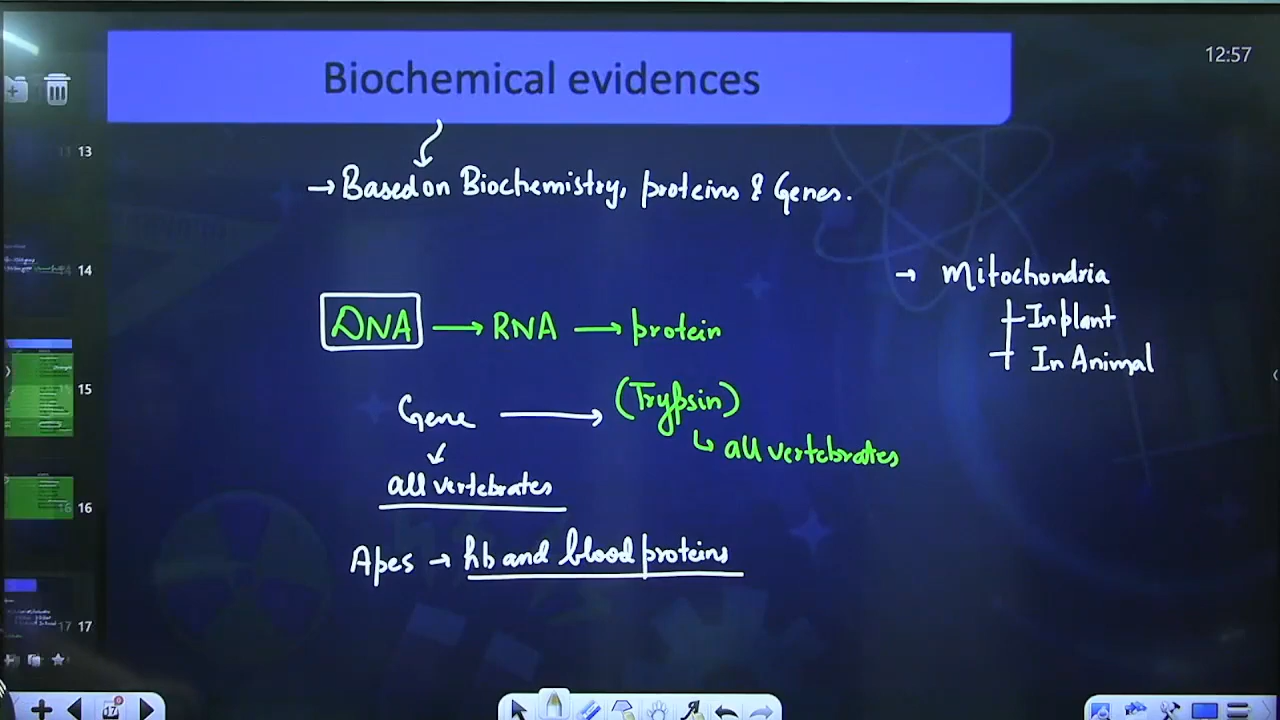 Biochemical evidences
12:57
→ Based on Biochemistry, proteins & Genes.
→ Mitochondria
In plant
In Animal
DNA → RNA → protein
Gene → (Trypsin)
↳ all vertebrates
all vertebrates
Apes → hb and blood proteins
13
14
15
16
17
17